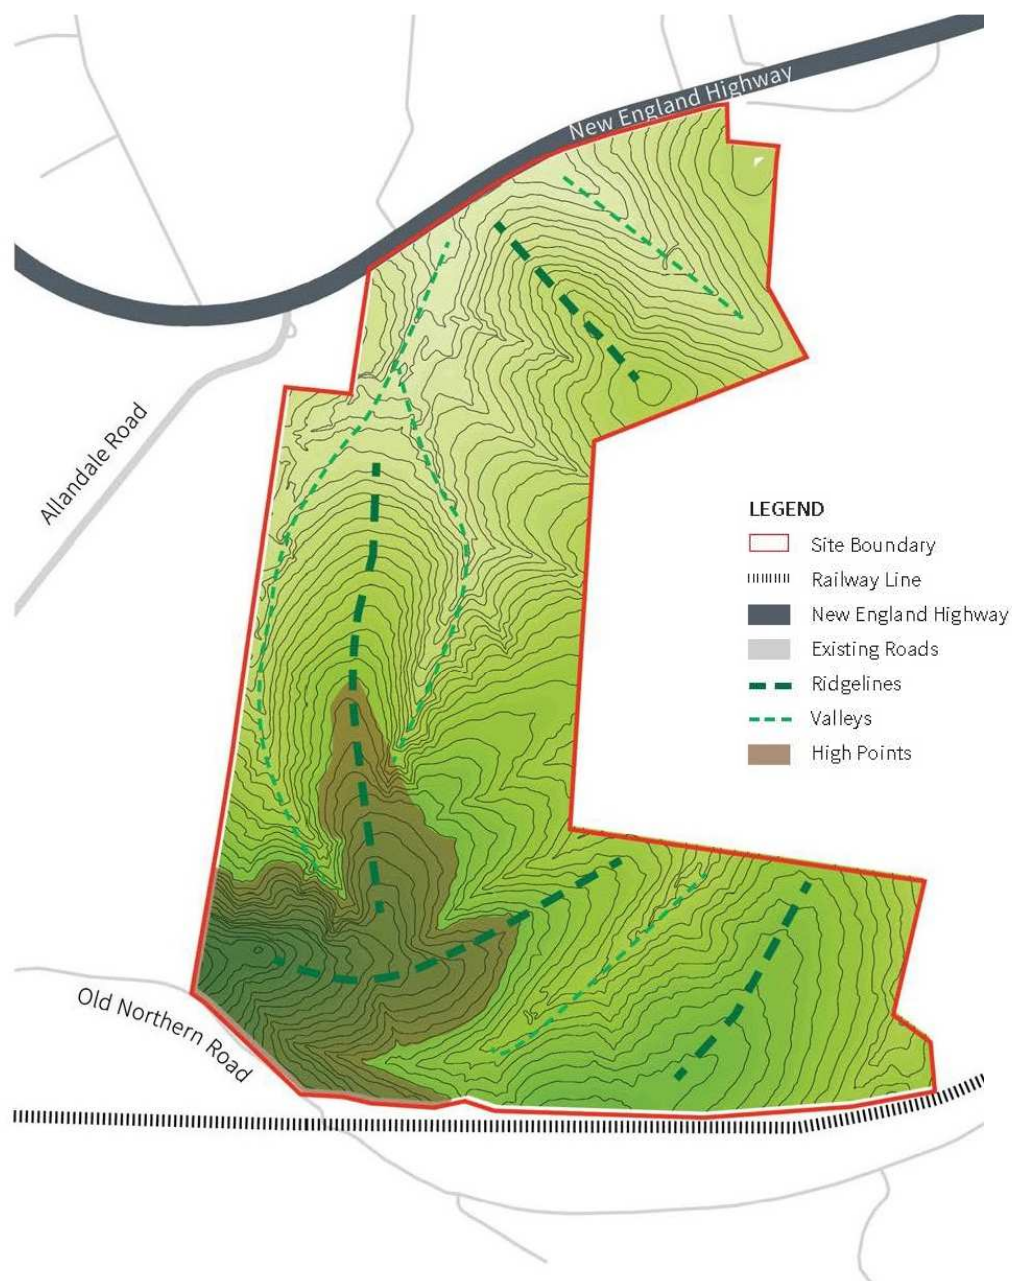 New England Highway
Allandale Road
LEGEND
Site Boundary
Railway Line
New England Highway
Existing Roads
Ridgelines
Valleys
High Points
Old Northern Road